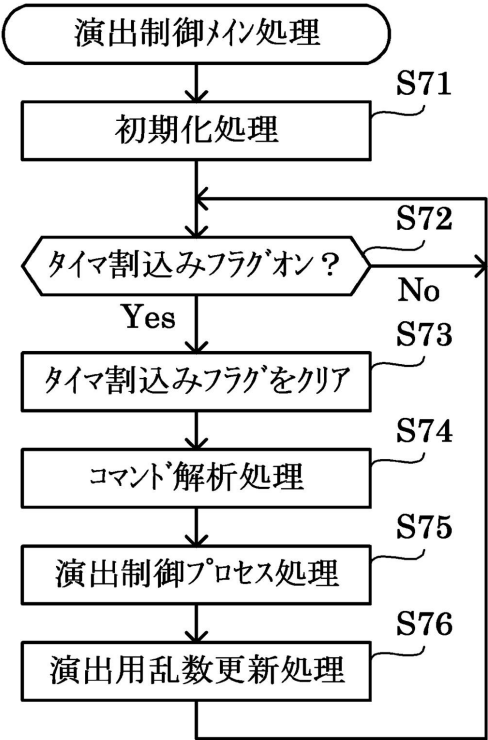 演出制御ﾒｲﾝ処理
S71
初期化処理
S72
ﾀｲﾏ割込みﾌﾗｸﾞｵﾝ？
No
Yes
S73
ﾀｲﾏ割込みﾌﾗｸﾞをｸﾘｱ
S74
ｺﾏﾝﾄﾞ解析処理
S75
演出制御ﾌﾟﾛｾｽ処理
S76
演出用乱数更新処理